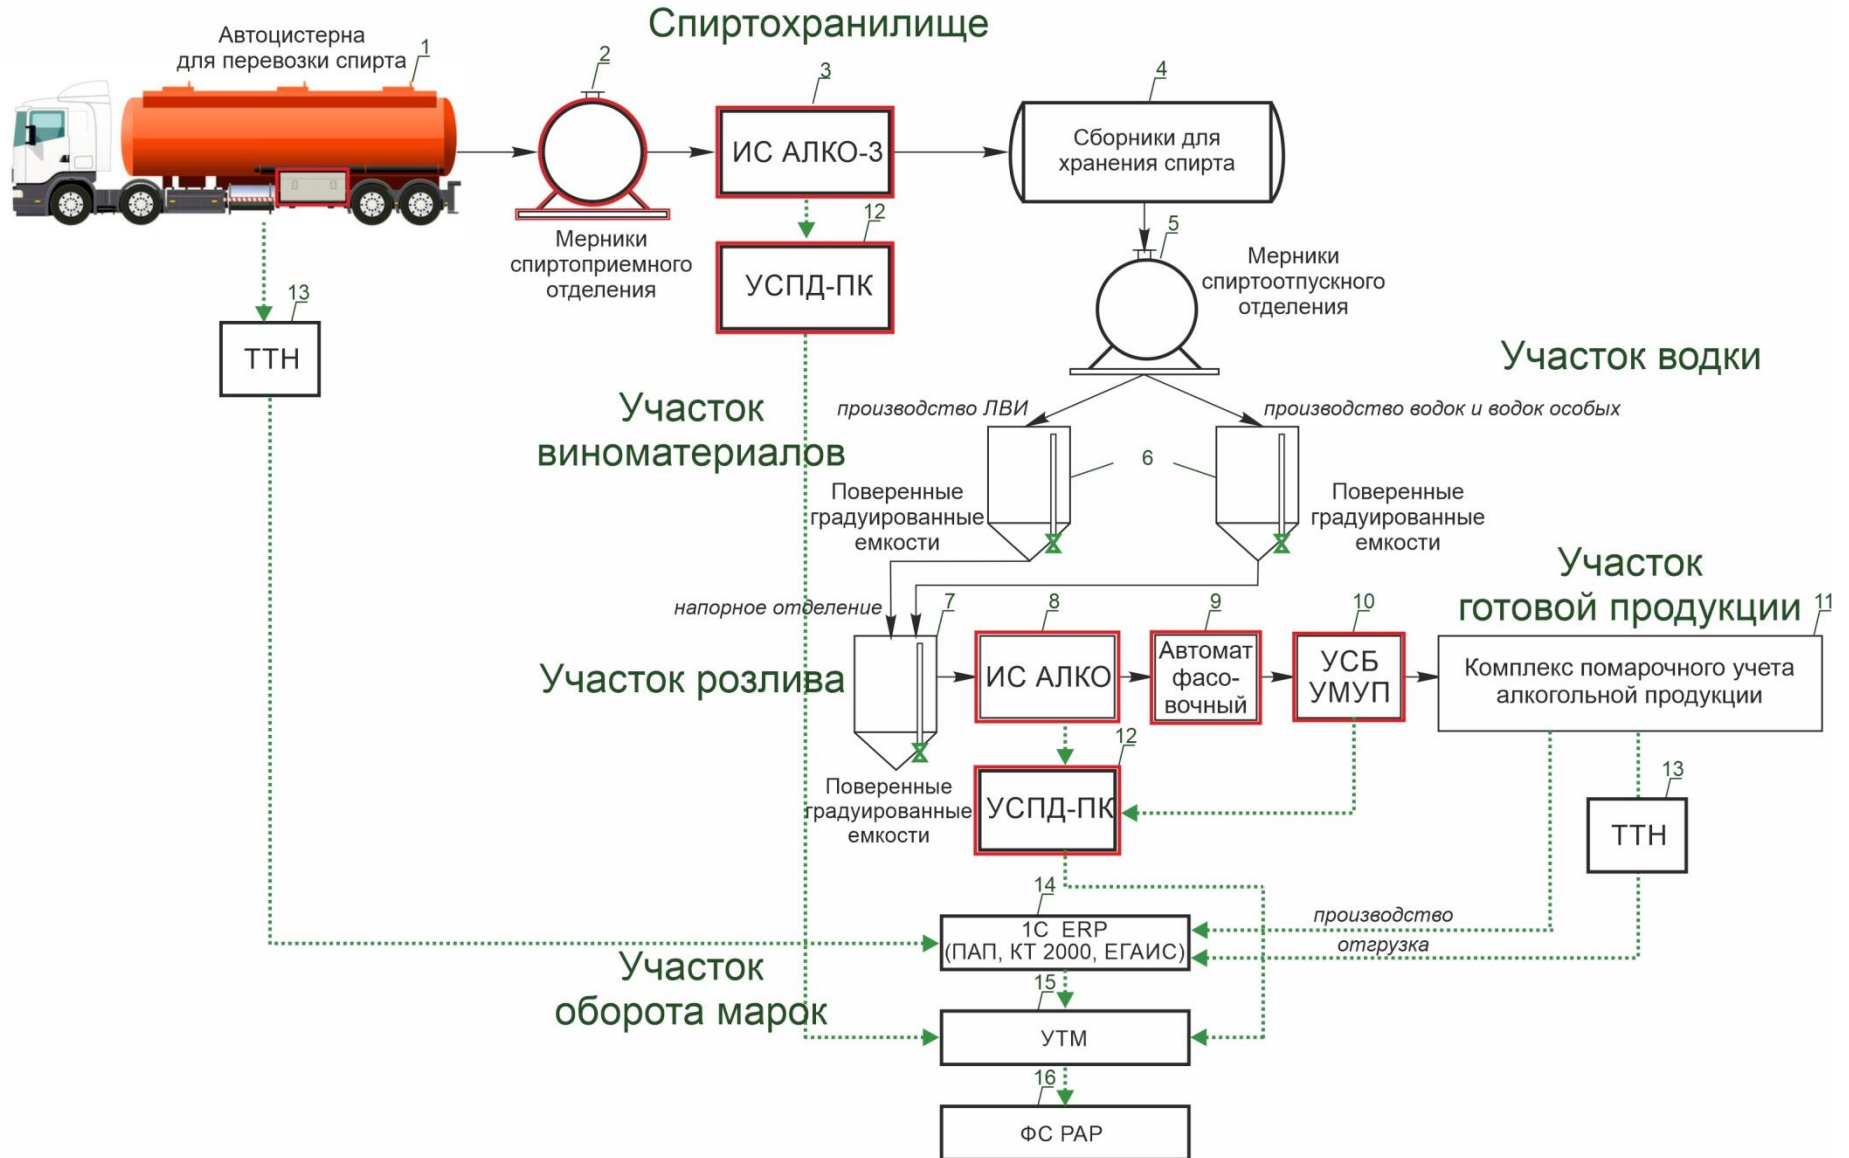 Спиртохранилище
Автоцистерна
для перевозки спирта
1
2
3
4
ИС АЛКО-3
Сборники для
хранения спирта
12
5
Мерники
спиртоприемного
отделения
УСПД-ПК
Мерники
спиртоотпускного
отделения
13
ТТН
Участок водки
Участок
виноматериалов
производство ЛВИ
производство водок и водок особых
6
Поверенные
градуированные
емкости
Поверенные
градуированные
емкости
Участок
готовой продукции
напорное отделение
7
8
9
10
11
Участок розлива
ИС АЛКО
Автомат
фасо-
вочный
УСБ
УМУП
Комплекс помарочного учета
алкогольной продукции
12
13
Поверенные
градуированные
емкости
УСПД-ПК
ТТН
14
1С ERP
(ПАП, КТ 2000, ЕГАИС)
производство
отгрузка
Участок
оборота марок
15
УТМ
16
ФС РАР